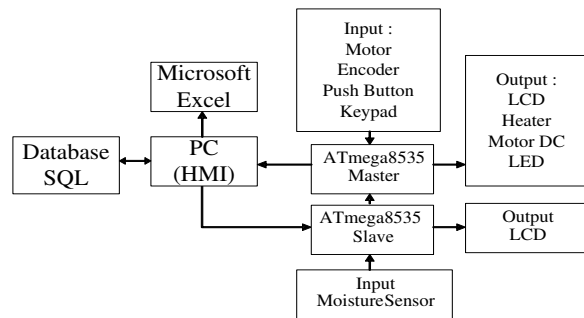 Input :
Motor
Encoder
Push Button
Keypad
Microsoft
Excel
Output :
LCD
Heater
Motor DC
LED
Database
SQL
PC
(HMI)
ATmega8535
Master
ATmega8535
Slave
Output
LCD
Input
MoistureSensor